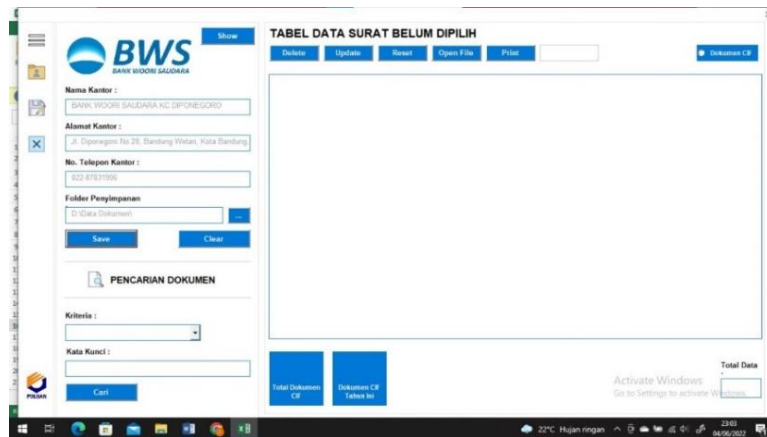 Show
TABEL DATA SURAT BELUM DIPILIH
Delete Update Reset Open File Print Dokumen CIF
BWS
BANK WOORI SAUDARA
Nama Kantor :
BANK WOORI SAUDARA KC DIPONEGORO
Alamat Kantor :
Jl. Diponegoro No 28, Bandung Wetan, Kota Bandung,
No. Telepon Kantor :
022-87831906
Folder Penyimpanan
D:\Data Dokumen\
...
Save Clear
PENCARIAN DOKUMEN
Kriteria :
Kata Kunci :
Cari
Total Dokumen
CIF
Dokumen CIF
Tahun Ini
Total Data
Activate Windows
Go to Settings to activate Windows.
22°C Hujan ringan
23:03
04/06/2022